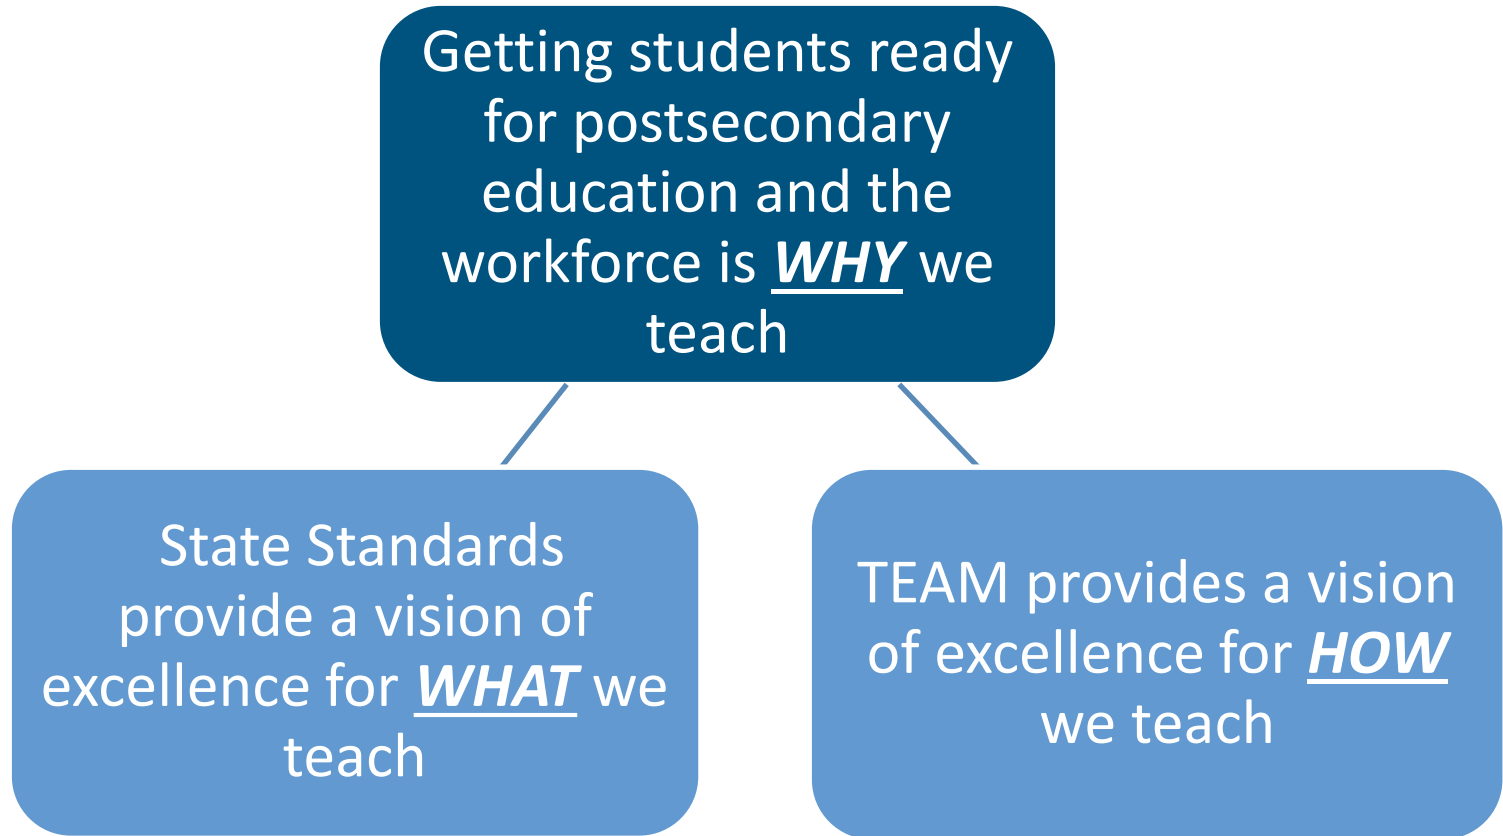 Getting students ready
for postsecondary
education and the
workforce is WHY we
teach
State Standards
provide a vision of
excellence for WHAT we
teach
TEAM provides a vision
of excellence for HOW
we teach